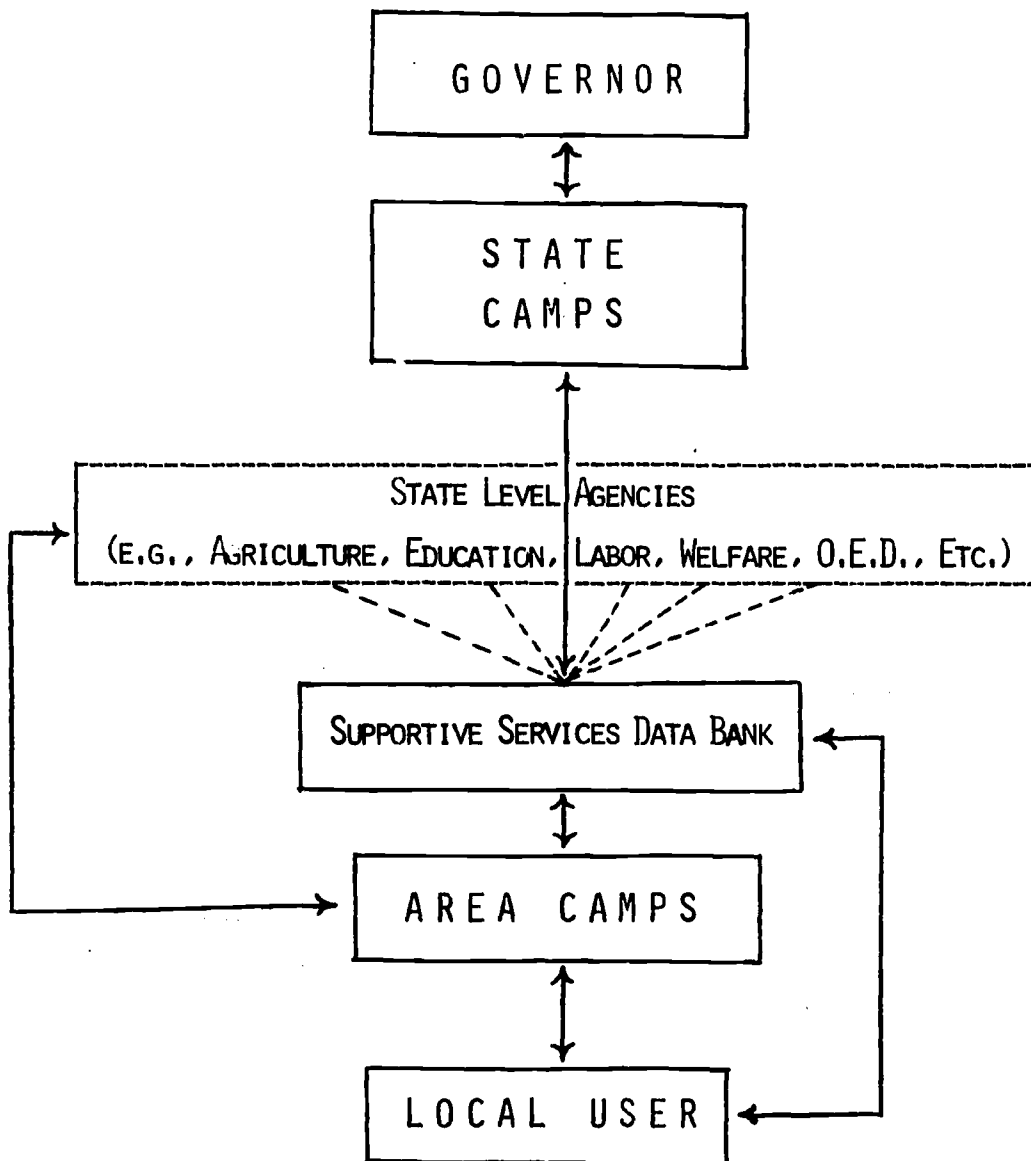 GOVERNOR
STATE
CAMPS
STATE LEVEL AGENCIES
(E.G., AGRICULTURE, EDUCATION, LABOR, WELFARE, O.E.D., ETC.)
SUPPORTIVE SERVICES DATA BANK
AREA CAMPS
LOCAL USER